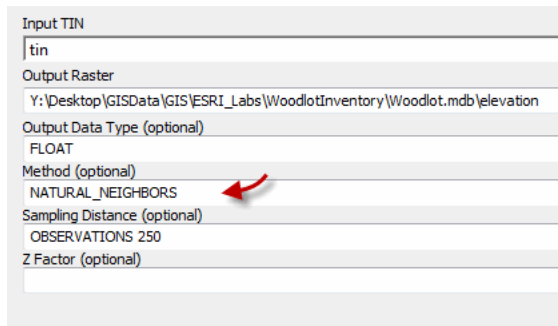 Input TIN
tin
Output Raster
Y:\Desktop\GISData\GIS\ESRI_Labs\WoodlotInventory\Woodlot.mdb\elevation
Output Data Type (optional)
FLOAT
Method (optional)
NATURAL_NEIGHBORS
Sampling Distance (optional)
OBSERVATIONS 250
Z Factor (optional)